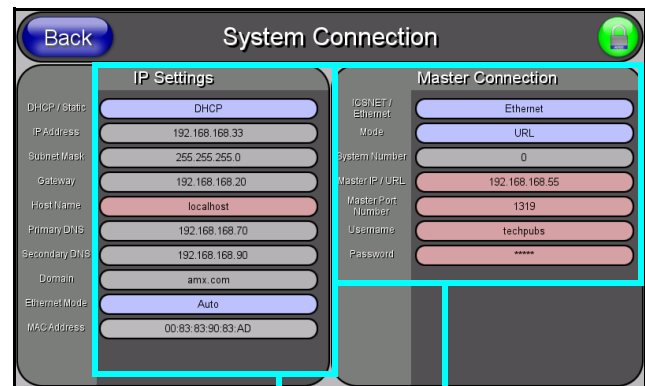 Back
System Connection
IP Settings
DHCP / Static
DHCP
IP Address
192.168.168.33
Subnet Mask
255.255.255.0
Gateway
192.168.168.20
Host Name
localhost
Primary DNS
192.168.168.70
Secondary DNS
192.168.168.90
Domain
amx.com
Ethernet Mode
Auto
MAC Address
00:83:83:90:83:AD
Master Connection
ICSNET /
Ethernet
Ethernet
Mode
URL
System Number
0
Master IP / URL
192.168.168.55
Master Port
Number
1319
Username
techpubs
Password
*****